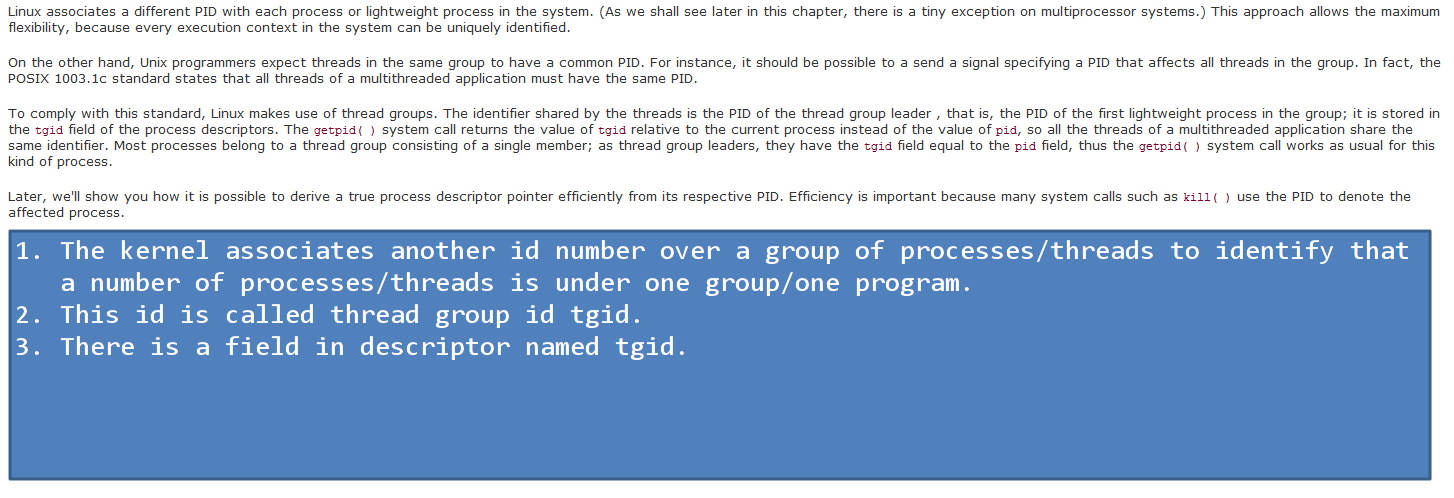 Linux associates a different PID with each process or lightweight process in the system. (As we shall see later in this chapter, there is a tiny exception on multiprocessor systems.) This approach allows the maximum
flexibility, because every execution context in the system can be uniquely identified.
On the other hand, Unix programmers expect threads in the same group to have a common PID. For instance, it should be possible to a send a signal specifying a PID that affects all threads in the group. In fact, the
POSIX 1003.1c standard states that all threads of a multithreaded application must have the same PID.
To comply with this standard, Linux makes use of thread groups. The identifier shared by the threads is the PID of the thread group leader , that is, the PID of the first lightweight process in the group; it is stored in
the tgid field of the process descriptors. The getpid( ) system call returns the value of tgid relative to the current process instead of the value of pid, so all the threads of a multithreaded application share the
same identifier. Most processes belong to a thread group consisting of a single member; as thread group leaders, they have the tgid field equal to the pid field, thus the getpid( ) system call works as usual for this
kind of process.
Later, we'll show you how it is possible to derive a true process descriptor pointer efficiently from its respective PID. Efficiency is important because many system calls such as kill( ) use the PID to denote the
affected process.
1. The kernel associates another id number over a group of processes/threads to identify that
a number of processes/threads is under one group/one program.
2. This id is called thread group id tgid.
3. There is a field in descriptor named tgid.